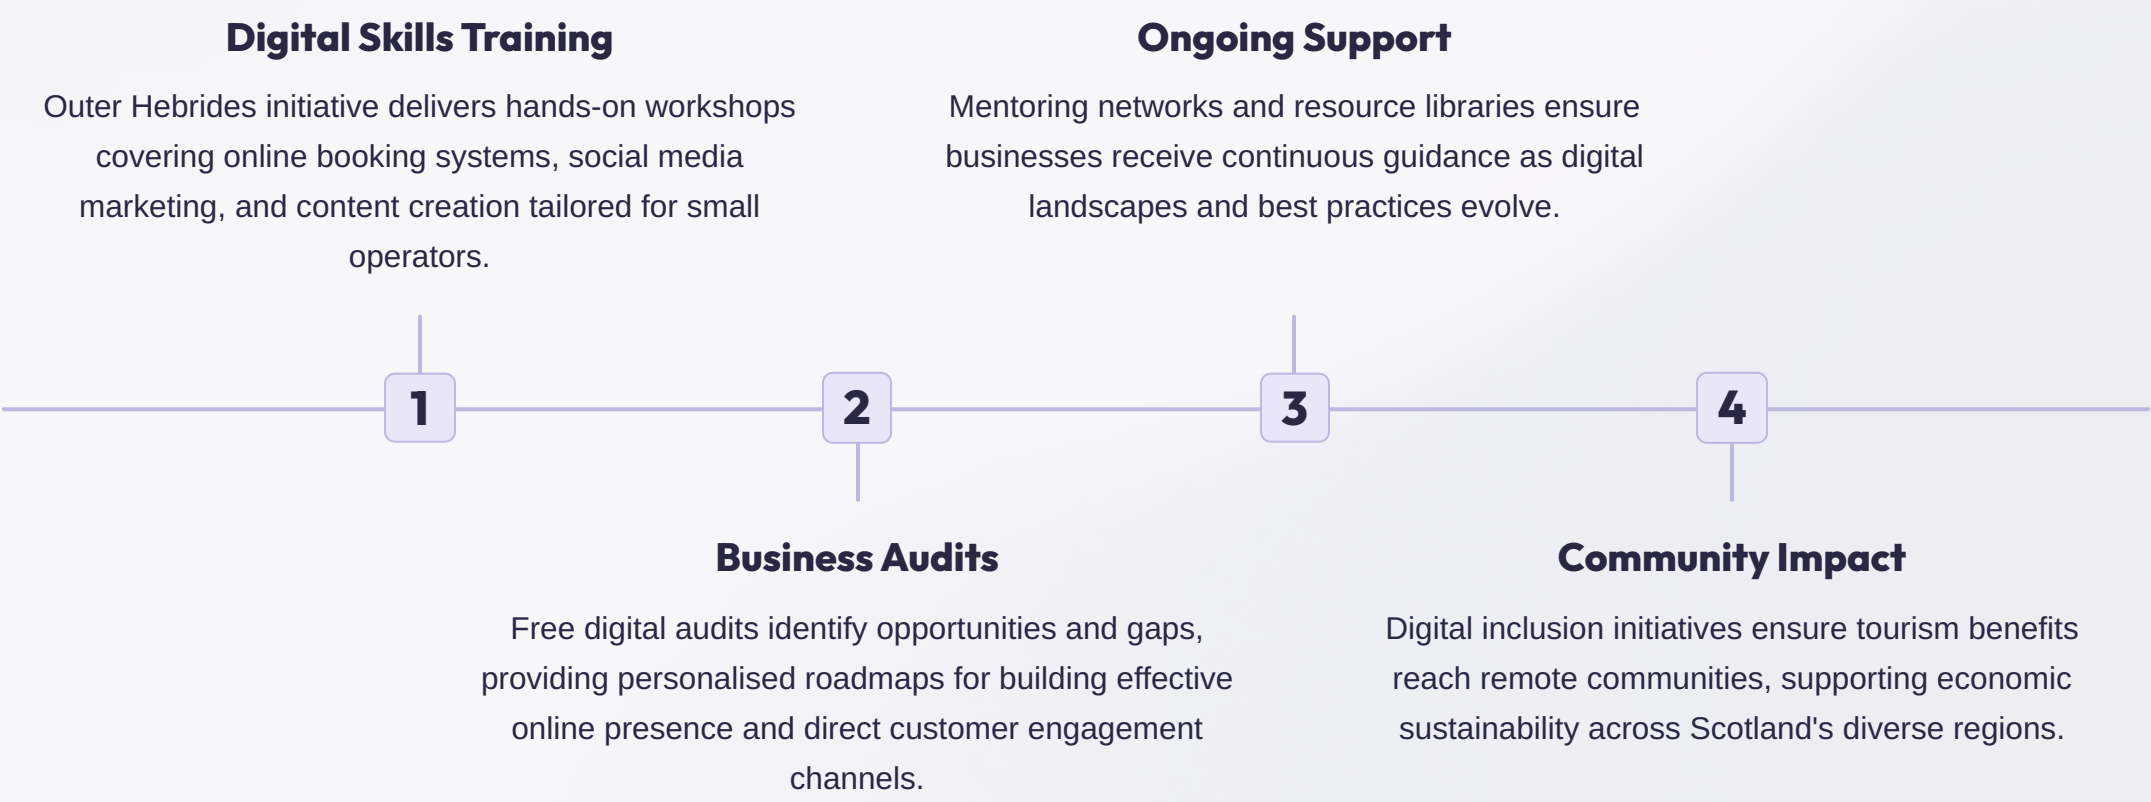 Digital Skills Training
Outer Hebrides initiative delivers hands-on workshops
covering online booking systems, social media
marketing, and content creation tailored for small
operators.
Ongoing Support
Mentoring networks and resource libraries ensure
businesses receive continuous guidance as digital
landscapes and best practices evolve.
1
2
3
4
Business Audits
Free digital audits identify opportunities and gaps,
providing personalised roadmaps for building effective
online presence and direct customer engagement
channels.
Community Impact
Digital inclusion initiatives ensure tourism benefits
reach remote communities, supporting economic
sustainability across Scotland's diverse regions.